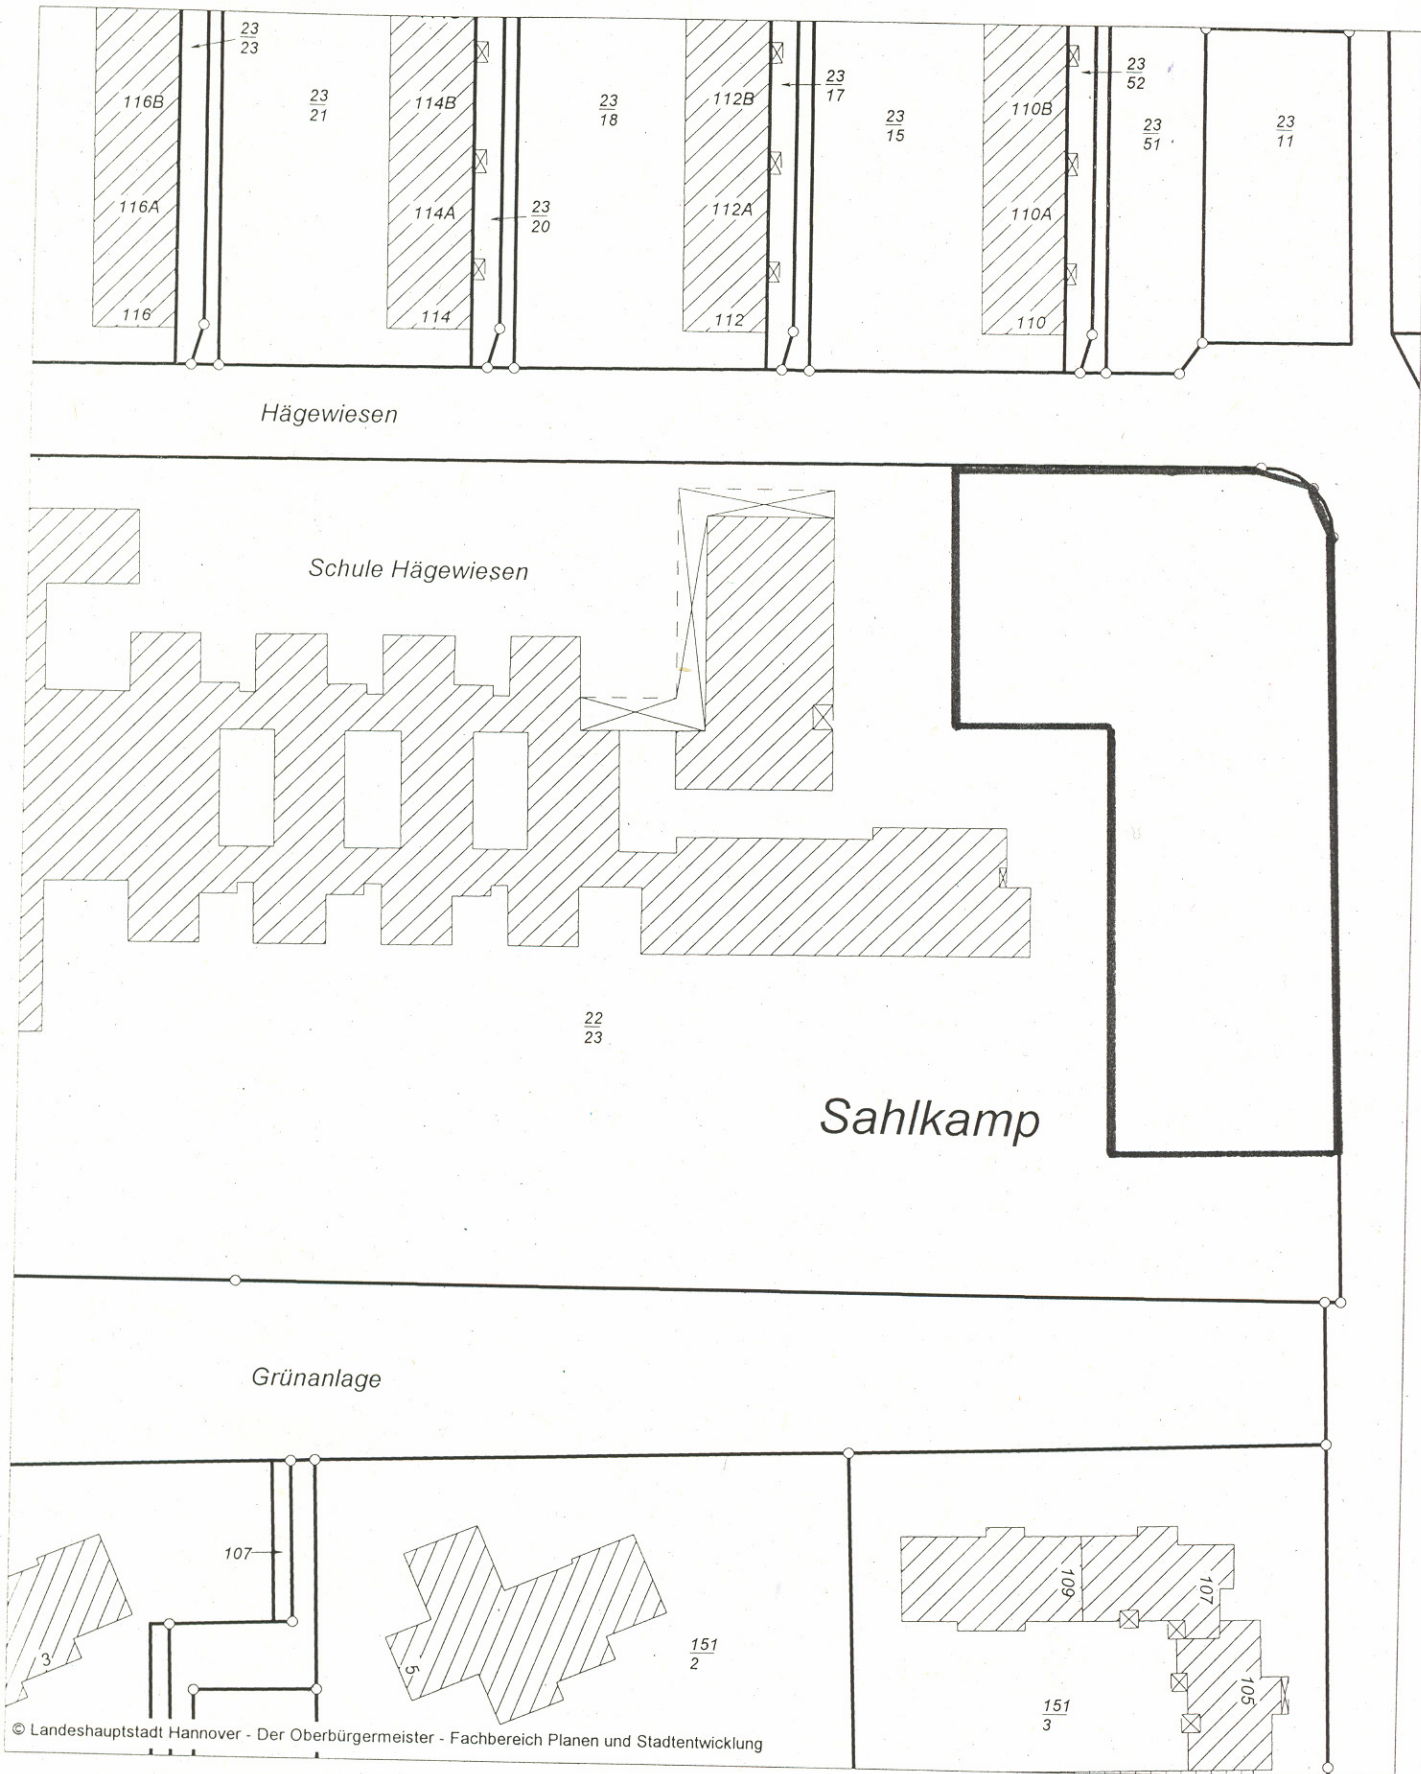 23
23
23
52
116B
23
21
114B
23
18
112B
23
17
23
15
110B
23
51
23
11
116A
114A
23
20
112A
110A
116
114
112
110
Hägewiesen
Schule Hägewiesen
22
23
Sahlkamp
Grünanlage
107
109
107
3
5
151
2
105
151
3
© Landeshauptstadt Hannover - Der Oberbürgermeister - Fachbereich Planen und Stadtentwicklung